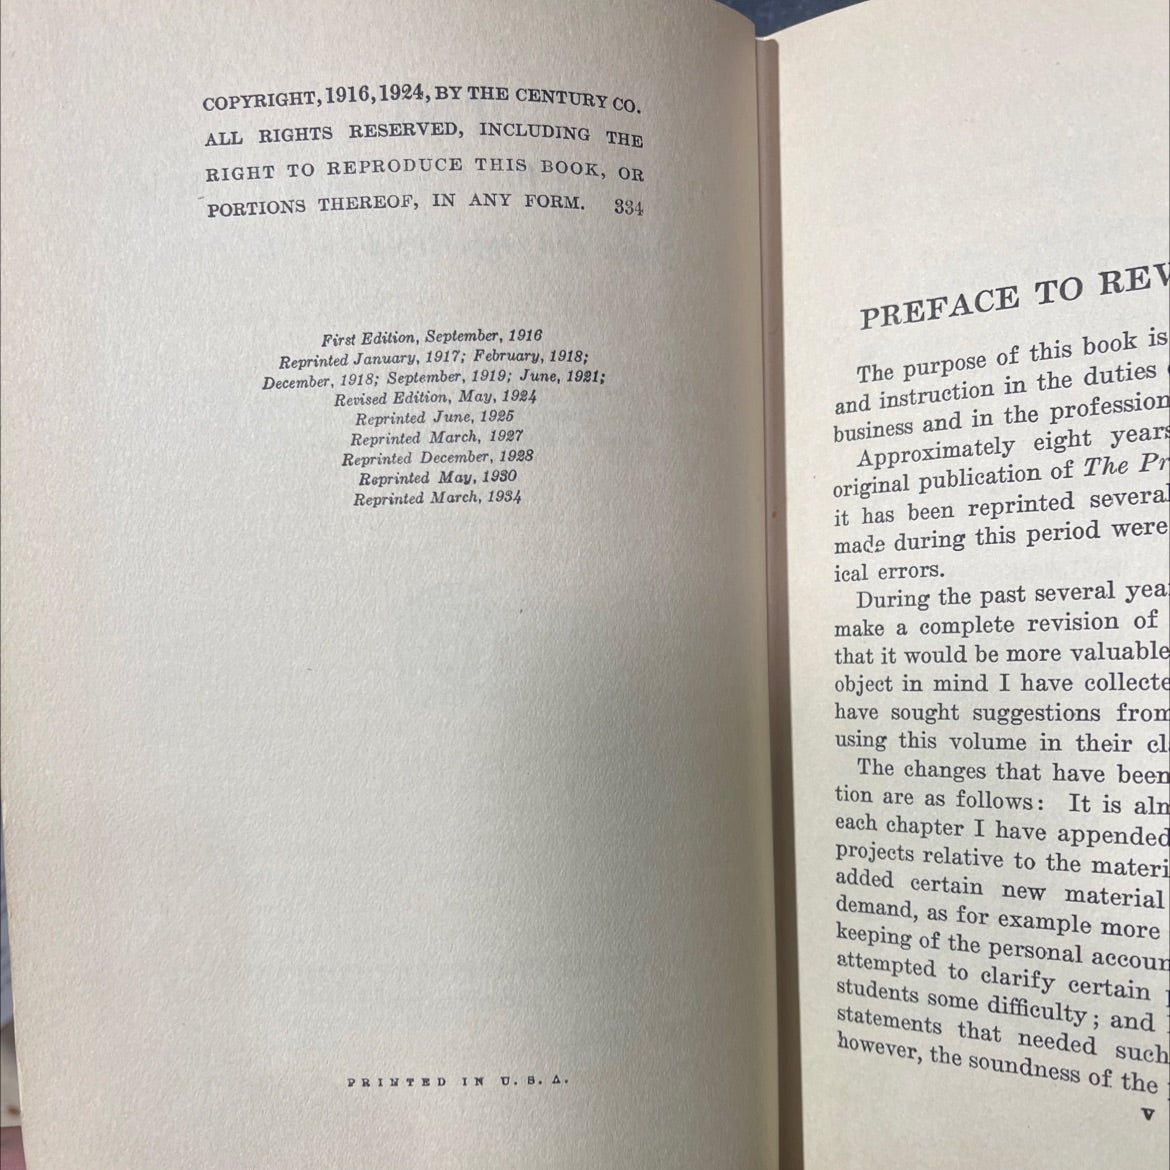 COPYRIGHT, 1916, 1924, BY THE CENTURY CO.
ALL RIGHTS RESERVED, INCLUDING THE
RIGHT TO REPRODUCE THIS BOOK, OR
PORTIONS THEREOF, IN ANY FORM. 334
First Edition, September, 1916
Reprinted January, 1917; February, 1918;
December, 1918; September, 1919; June, 1921;
Revised Edition, May, 1924
Reprinted June, 1925
Reprinted March, 1927
Reprinted December, 1928
Reprinted May, 1930
Reprinted March, 1934
PRINTED IN U. S. A.
PREFACE TO REV
The purpose of this book is
and instruction in the duties
business and in the profession
Approximately eight years
original publication of The Pr
it has been reprinted several
made during this period were
ical errors.
During the past several yea
make a complete revision of
that it would be more valuable
object in mind I have collecte
have sought suggestions from
using this volume in their cl
The changes that have been
tion are as follows: It is alm
each chapter I have appended
projects relative to the materi
added certain new material
demand, as for example more
keeping of the personal accoun
attempted to clarify certain
students some difficulty; and
statements that needed such
however, the soundness of the
v